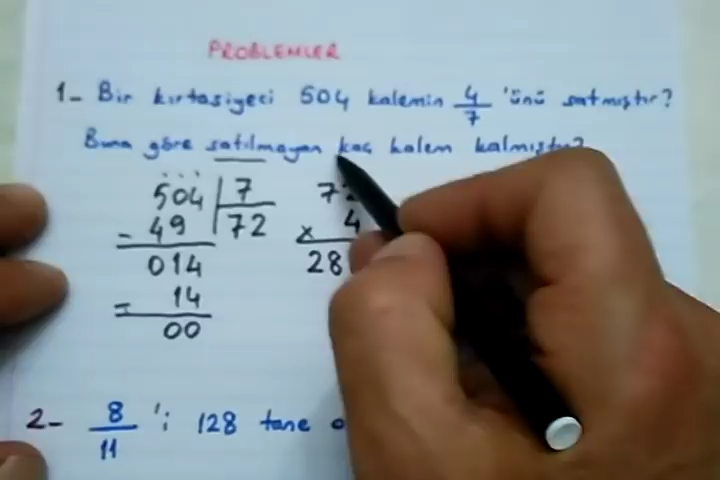 PROBLEMLER
1- Bir kırtasiyeci 504 kalemin 4/7 'ünü satmıştır?
Buna göre satılmayan kaç kalem kalmıştır?
504 7 7
- 49 72 x 4
014 28
- 14
00
2- 8/11 'i 128 tane